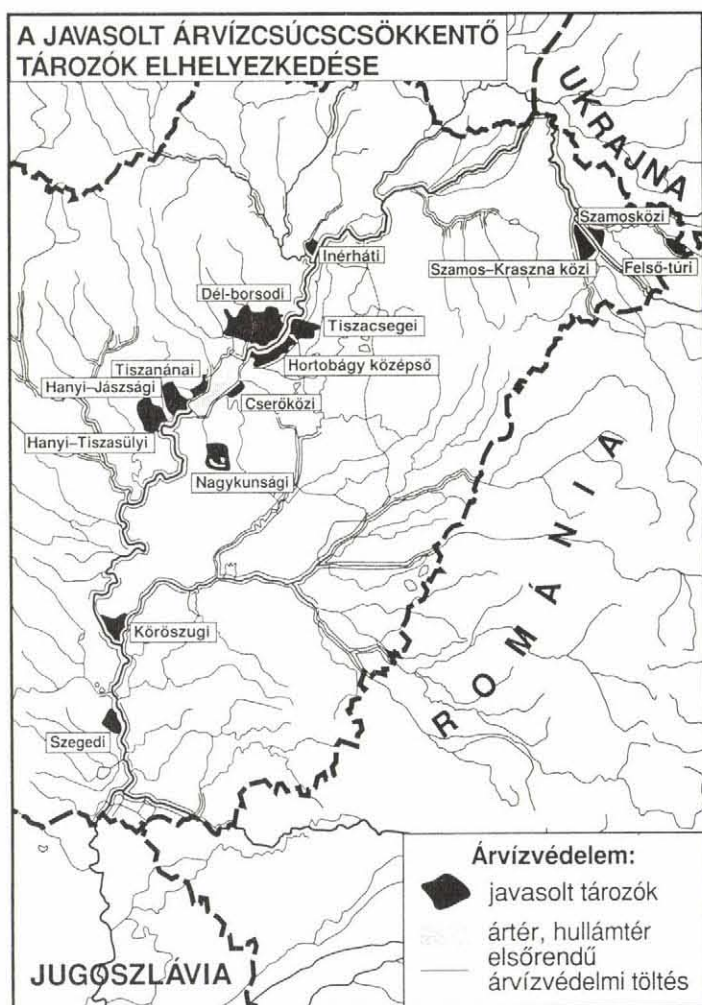 A JAVASOLT ÁRVÍZCSÚCSCSÖKKENTŐ
TÁROZÓK ELHELYEZKEDÉSE
UKRAJNA
Szamosközi
Inérháti
Szamos–Kraszna közi
Felső-túri
Dél-borsodi
Tiszacsegei
Tiszanánai
Hortobágy középső
Hanyi–Jászsági
Cserőközi
Hanyi–Tiszasülyi
Nagykunsági
ROMÁNIA
Körőszugi
Szegedi
Árvízvédelem:
javasolt tározók
ártér, hullámtér
elsőrendű
árvízvédelmi töltés
JUGOSZLÁVIA